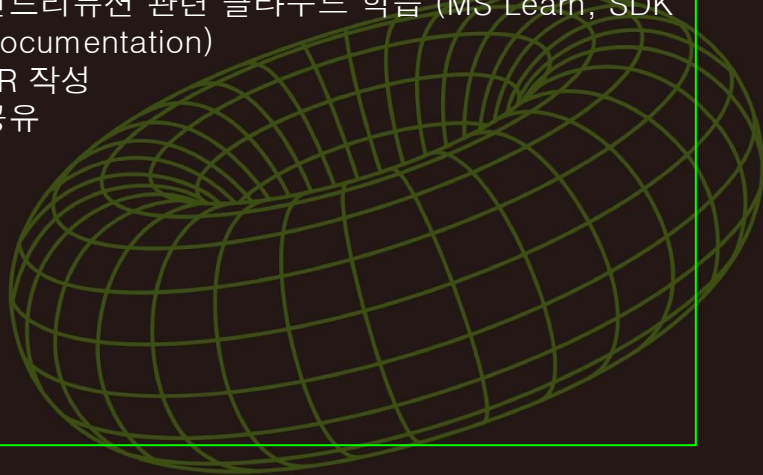 트리뷰션 관련 클라우드 학습 (MS Learn, SDK
ocumentation)
R 작성
공유